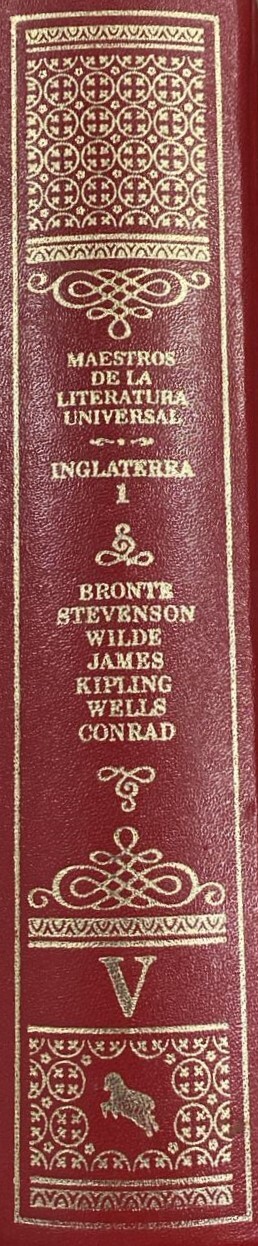 MAESTROS
DE LA
LITERATURA
UNIVERSAL
INGLATERRA
1
BRONTE
STEVENSON
WILDE
JAMES
KIPLING
WELLS
CONRAD
V